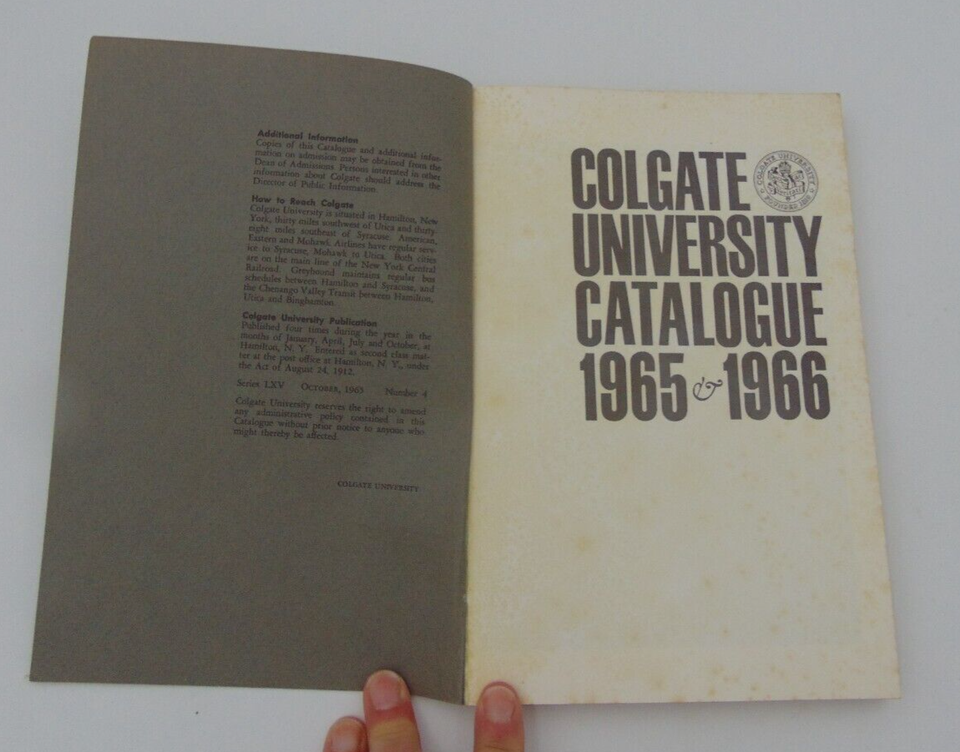 Additional Information
Copies of this Catalogue and additional infor-
mation on admission may be obtained from the
Dean of Admissions. Persons interested in other
information about Colgate should address the
Director of Public Information.
How to Reach Colgate
Colgate University is situated in Hamilton, New
York, thirty miles southwest of Utica and thirty-
eight miles southeast of Syracuse. American,
Eastern and Mohawk Airlines have regular serv-
ice to Syracuse, Mohawk to Utica. Both cities
are on the main line of the New York Central
Railroad. Greyhound maintains regular bus
schedules between Hamilton and Syracuse, and
the Chenango Valley Transit between Hamilton,
Utica and Binghamton.
Colgate University Publication
Published four times during the year in the
months of January, April, July and October, at
Hamilton, N. Y. Entered as second class mat-
ter at the post office at Hamilton, N. Y., under
the Act of August 24, 1912.
Series LXV OCTOBER, 1965 Number 4
Colgate University reserves the right to amend
any administrative policy contained in this
Catalogue without prior notice to anyone who
might thereby be affected.
COLGATE UNIVERSITY
COLGATE
COLGATE UNIVERSITY
UNIVERSITY
CATALOGUE
1965 & 1966